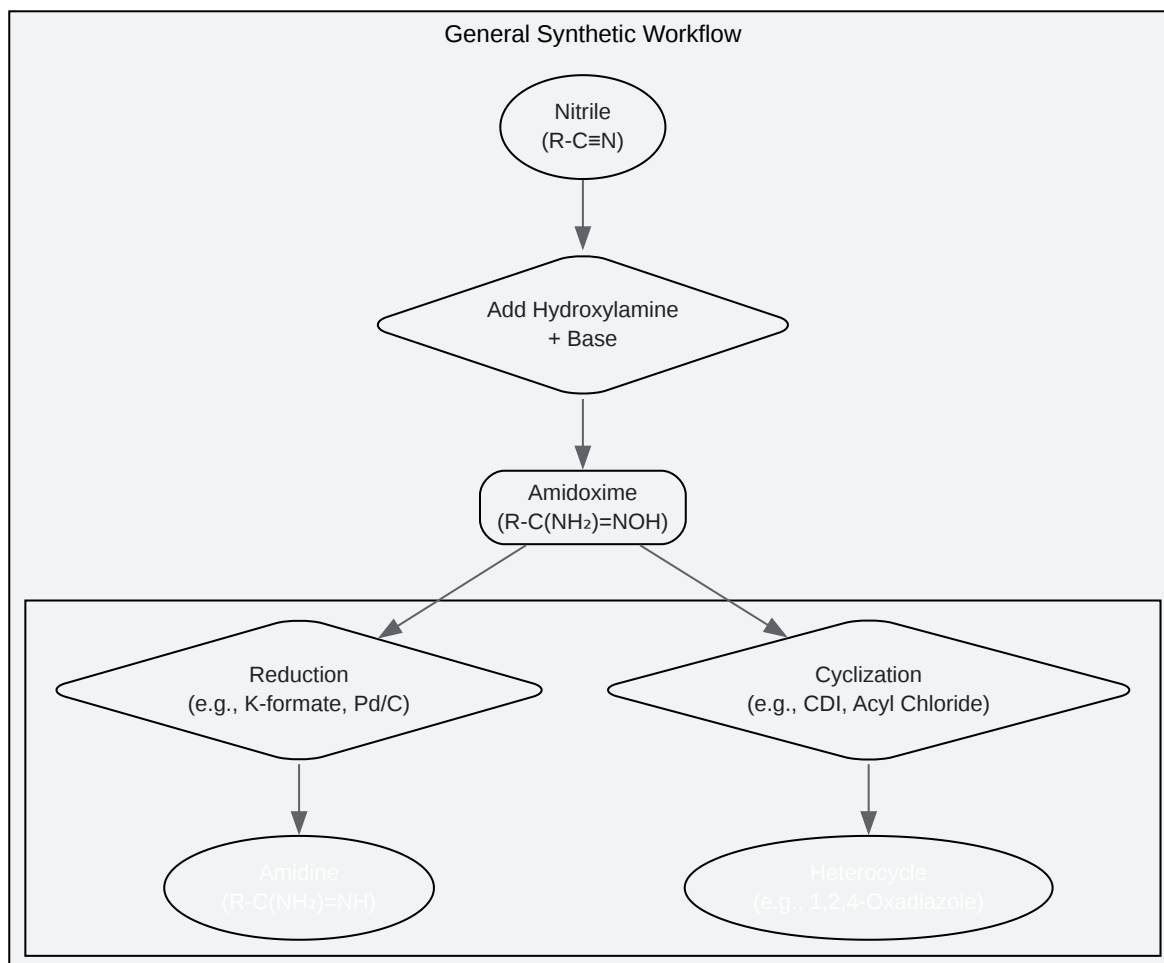 General Synthetic Workflow
Nitrile
(R-C≡N)
Add Hydroxylamine
+ Base
Amidoxime
(R-C(NH₂)=NOH)
Reduction
(e.g., K-formate, Pd/C)
Cyclization
(e.g., CDI, Acyl Chloride)
Amidine
(R-C(NH₂)=NH)
Heterocycle
(e.g., 1,2,4-Oxadiazole)